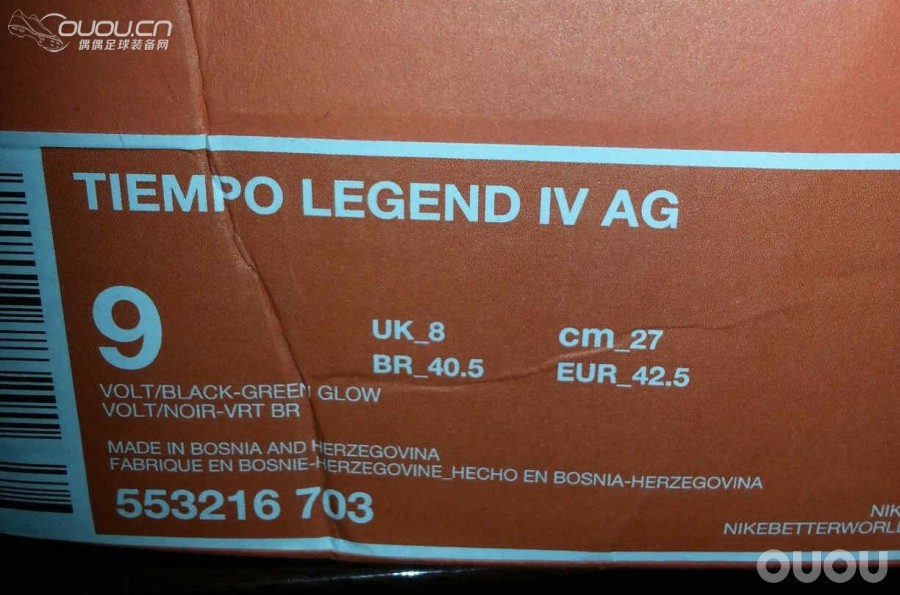 OUOU.CN
偶偶足球装备网
TIEMPO LEGEND IV AG
9
UK_8
cm_27
BR_40.5
EUR_42.5
VOLT/BLACK-GREEN GLOW
VOLT/NOIR-VRT BR
MADE IN BOSNIA AND HERZEGOVINA
FABRIQUE EN BOSNIE-HERZEGOVINE_HECHO EN BOSNIA-HERZEGOVINA
553216 703
NIK
NIKEBETTERWORL
OUOU